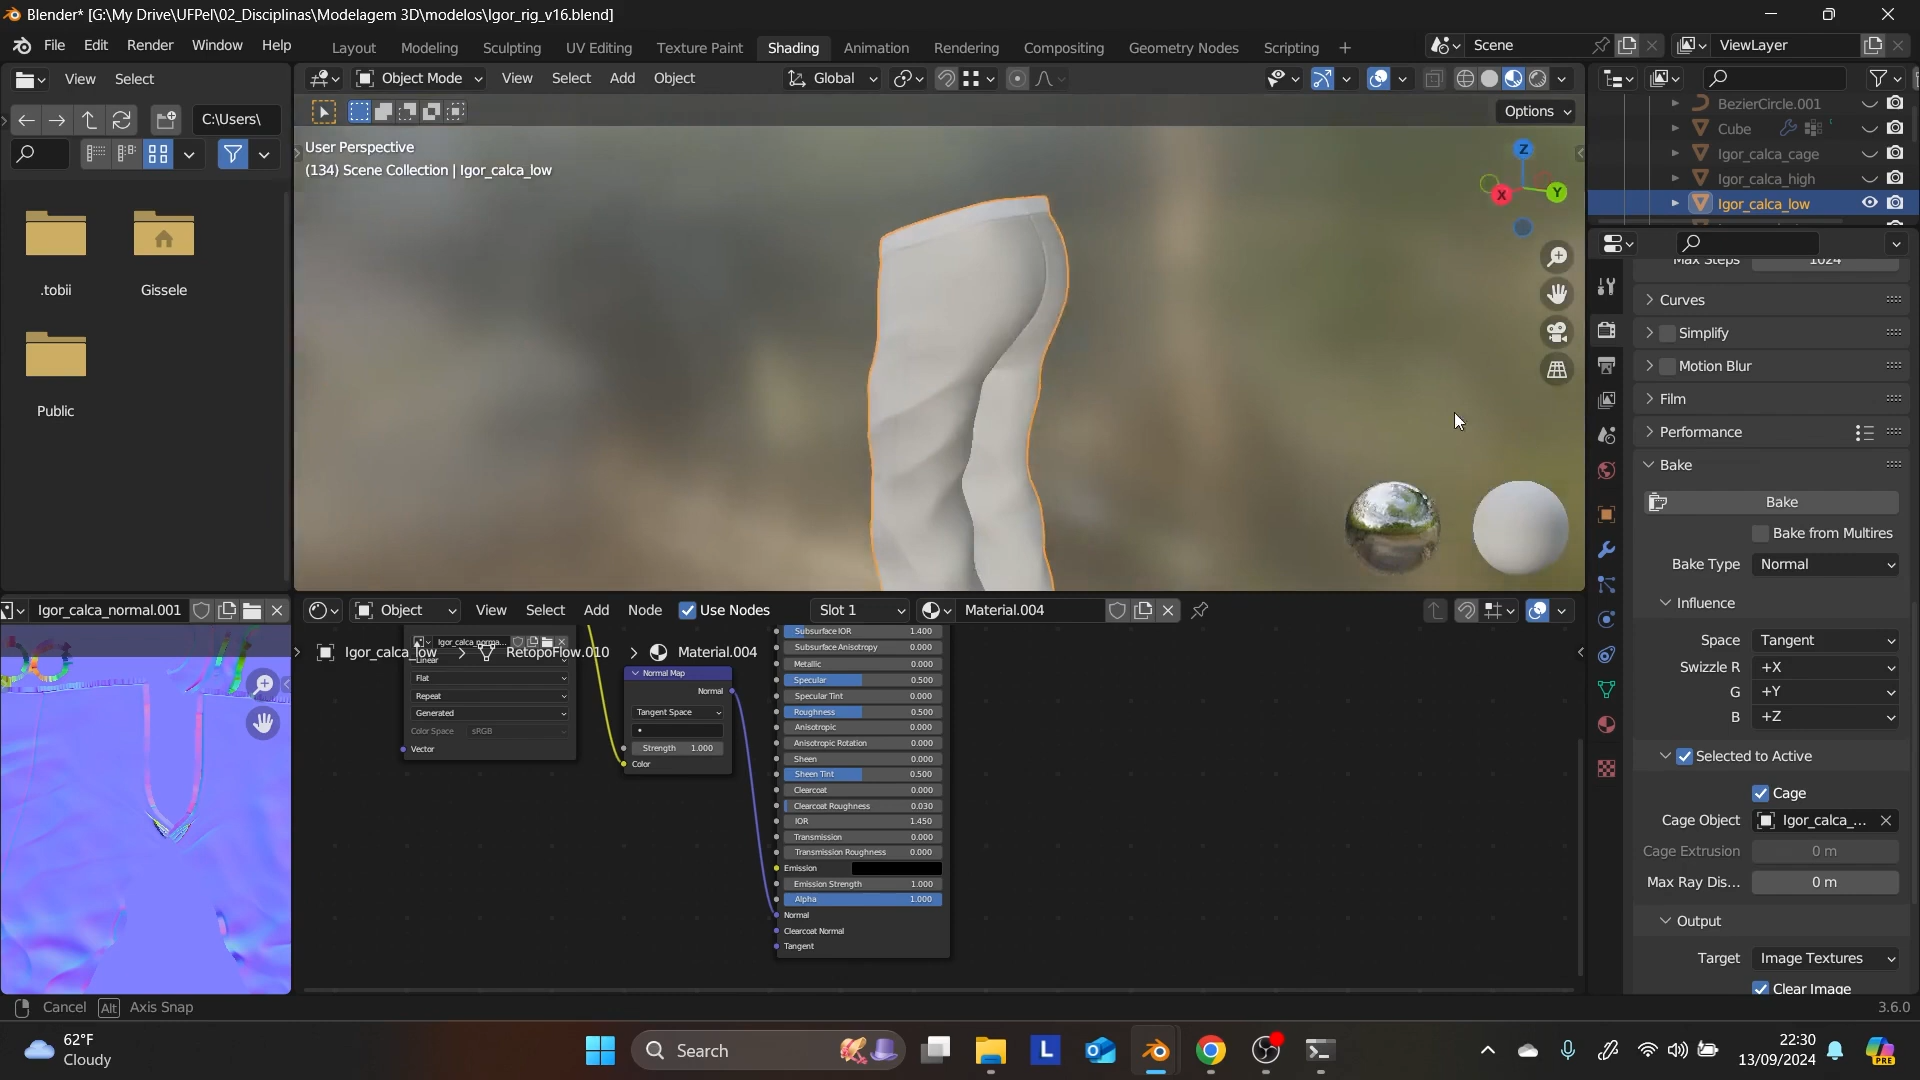 Blender* [G:\My Drive\UFPel\02_Disciplinas\Modelagem 3D\modelos\Igor_rig_v16.blend]
File Edit Render Window Help
Layout Modeling Sculpting UV Editing Texture Paint Shading Animation Rendering Compositing Geometry Nodes Scripting
Scene ViewLayer
View Select
Object Mode View Select Add Object
Global
C:\Users\
Options
User Perspective
(134) Scene Collection | Igor_calca_low
Z
X
Y
.tobii Gissele
Public
BezierCircle.001
Cube
Igor_calca_cage
Igor_calca_high
Igor_calca_low
Max Steps 1024
Curves
Simplify
Motion Blur
Film
Performance
Bake
Bake
Bake from Multires
Bake Type Normal
Influence
Space Tangent
Swizzle R +X
G +Y
B +Z
Selected to Active
Cage
Cage Object Igor_calca_...
Cage Extrusion 0 m
Max Ray Dis... 0 m
Output
Target Image Textures
Clear Image
Igor_calca_normal.001
Object View Select Add Node Use Nodes Slot 1 Material.004
Igor_calca_low RetopoFlow.010 Material.004
Igor calca norma...
Linear
Flat
Repeat
Generated
Color Space sRGB
Vector
Normal Map
Normal
Tangent Space
Strength 1.000
Color
Subsurface IOR 1.400
Subsurface Anisotropy 0.000
Metallic 0.000
Specular 0.500
Specular Tint 0.000
Roughness 0.500
Anisotropic 0.000
Anisotropic Rotation 0.000
Sheen 0.000
Sheen Tint 0.500
Clearcoat 0.000
Clearcoat Roughness 0.030
IOR 1.450
Transmission 0.000
Transmission Roughness 0.000
Emission
Emission Strength 1.000
Alpha 1.000
Normal
Clearcoat Normal
Tangent
Cancel Alt Axis Snap
3.6.0
62°F
Cloudy
Search
L
22:30
13/09/2024
PRE